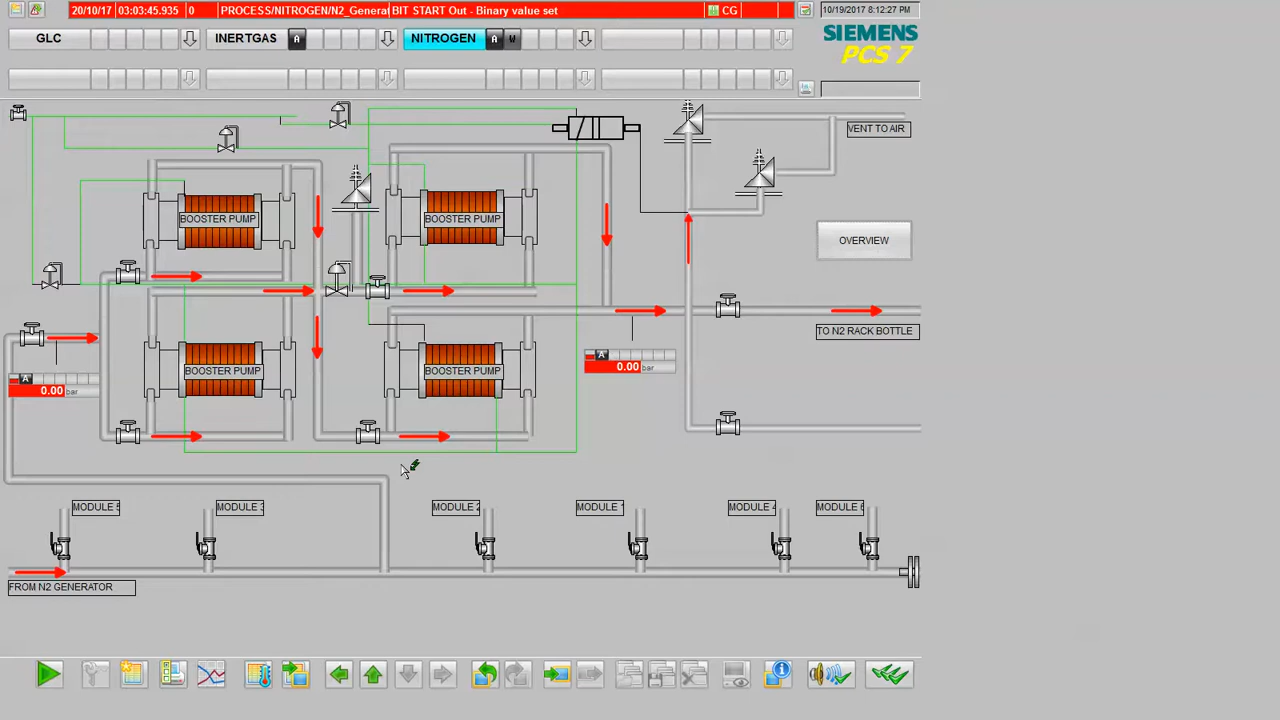 20/10/17 03:03:45.935 0 PROCESS/NITROGEN/N2_Generat BIT START Out - Binary value set CG 10/19/2017 8:12:27 PM
GLC INERTGAS A NITROGEN A W SIEMENS
PCS 7
VENT TO AIR
BOOSTER PUMP BOOSTER PUMP
OVERVIEW
TO N2 RACK BOTTLE
A
0.00 bar
BOOSTER PUMP BOOSTER PUMP
A
0.00 bar
MODULE 5 MODULE 3 MODULE 2 MODULE 1 MODULE 4 MODULE 6
FROM N2 GENERATOR